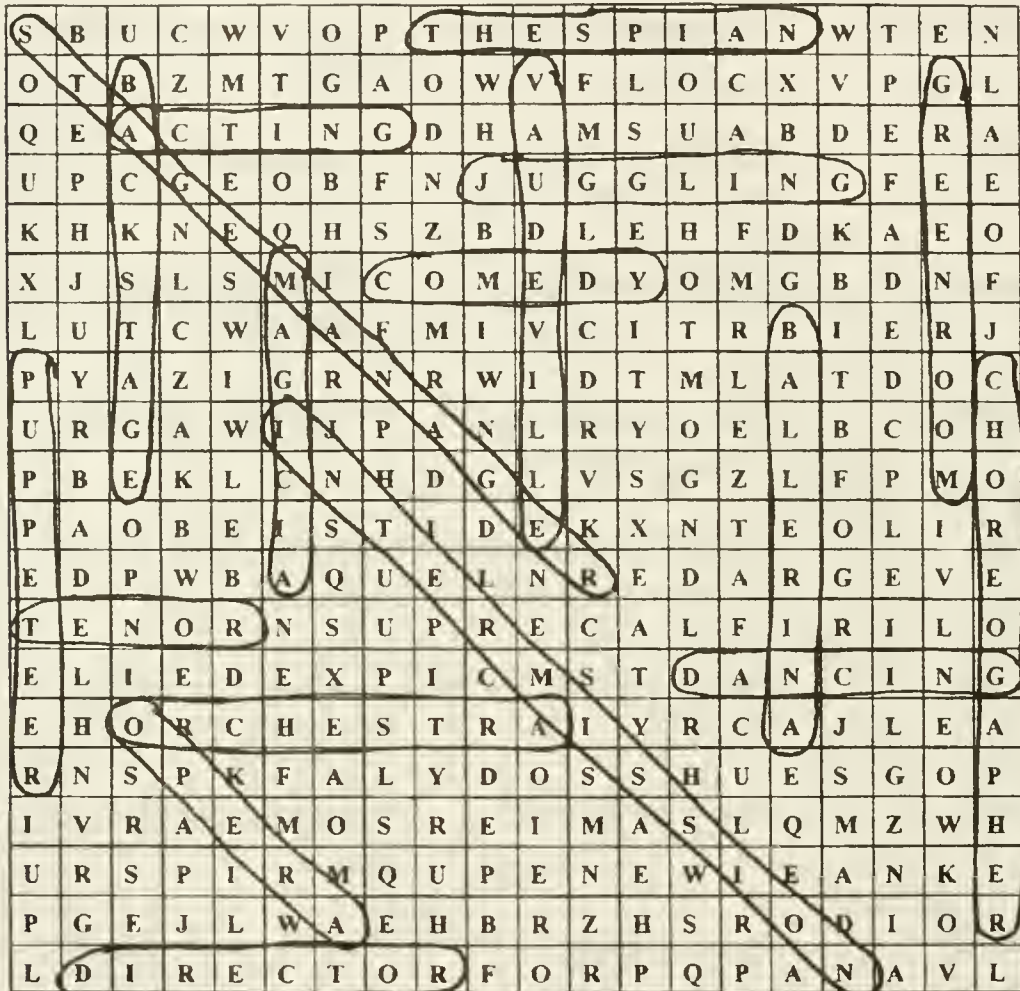 S B U C W V O P T H E S P I A N W T E N
O T B Z M T G A O W V F L O C X V P G L
Q E A C T I N G D H A M S U A B D E R A
U P C G E O B F N J U G G L I N G F E E
K H K N E Q H S Z B D L E H F D K A E O
X J S L S M I C O M E D Y O M G B D N F
L U T C W A A F M I V C I T R B I E R J
P Y A Z I G R N R W I D T M L A T D O C
U R G A W I J P A N L R Y O E L B C O H
P B E K L C N H D G L V S G Z L F P M O
P A O B E I S T I D E K X N T E O L I R
E D P W B A Q U E L N R E D A R G E V E
T E N O R N S U P R E C A L F I R I L O
E L I E D E X P I C M S T D A N C I N G
E H O R C H E S T R A I Y R C A J L E A
R N S P K F A L Y D O S S H U E S G O P
I V R A E M O S R E I M A S L Q M Z W H
U R S P I R M Q U P E N E W I E A N K E
P G E J L W A E H B R Z H S R O D I O R
L D I R E C T O R F O R P Q P A N A V L